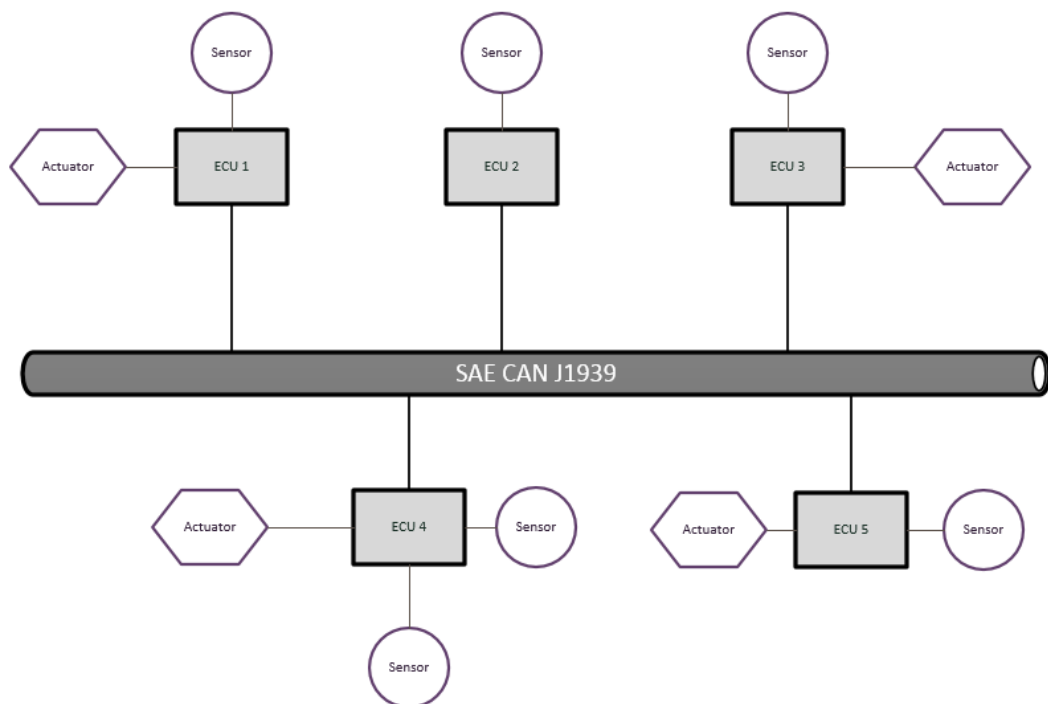 Sensor
Sensor
Sensor
Actuator
ECU 1
ECU 2
ECU 3
Actuator
SAE CAN J1939
Actuator
ECU 4
Sensor
Actuator
ECU 5
Sensor
Sensor